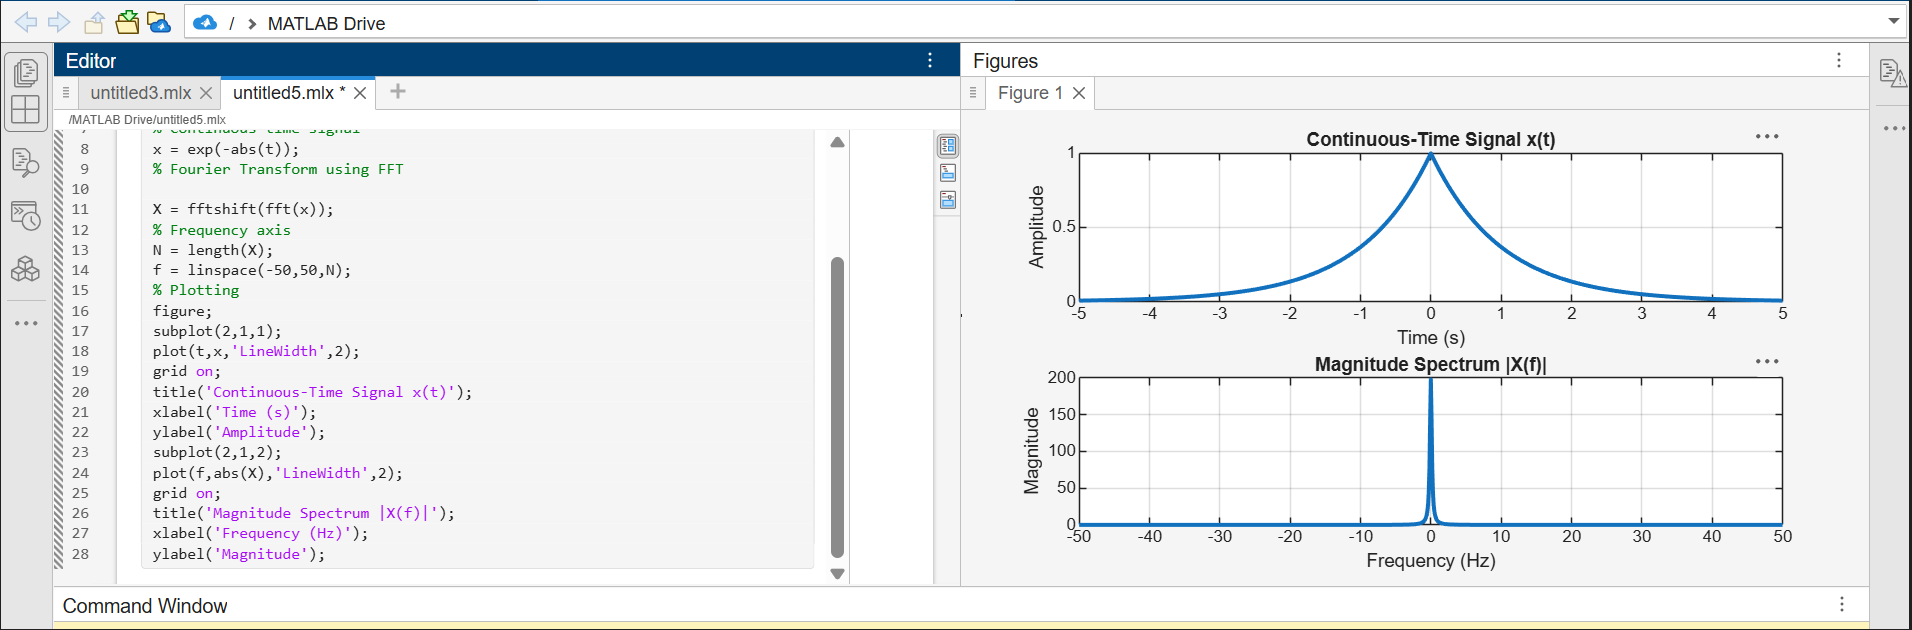 / > MATLAB Drive
Editor
untitled3.mlx
untitled5.mlx *
/MATLAB Drive/untitled5.mlx
7 % Continuous-time signal
8 x = exp(-abs(t));
9 % Fourier Transform using FFT
10
11 X = fftshift(fft(x));
12 % Frequency axis
13 N = length(X);
14 f = linspace(-50,50,N);
15 % Plotting
16 figure;
17 subplot(2,1,1);
18 plot(t,x,'LineWidth',2);
19 grid on;
20 title('Continuous-Time Signal x(t)');
21 xlabel('Time (s)');
22 ylabel('Amplitude');
23 subplot(2,1,2);
24 plot(f,abs(X),'LineWidth',2);
25 grid on;
26 title('Magnitude Spectrum |X(f)|');
27 xlabel('Frequency (Hz)');
28 ylabel('Magnitude');
Figures
Figure 1
Continuous-Time Signal x(t)
Amplitude
1
0.5
0
-5 -4 -3 -2 -1 0 1 2 3 4 5
Time (s)
Magnitude Spectrum |X(f)|
Magnitude
200
150
100
50
0
-50 -40 -30 -20 -10 0 10 20 30 40 50
Frequency (Hz)
Command Window